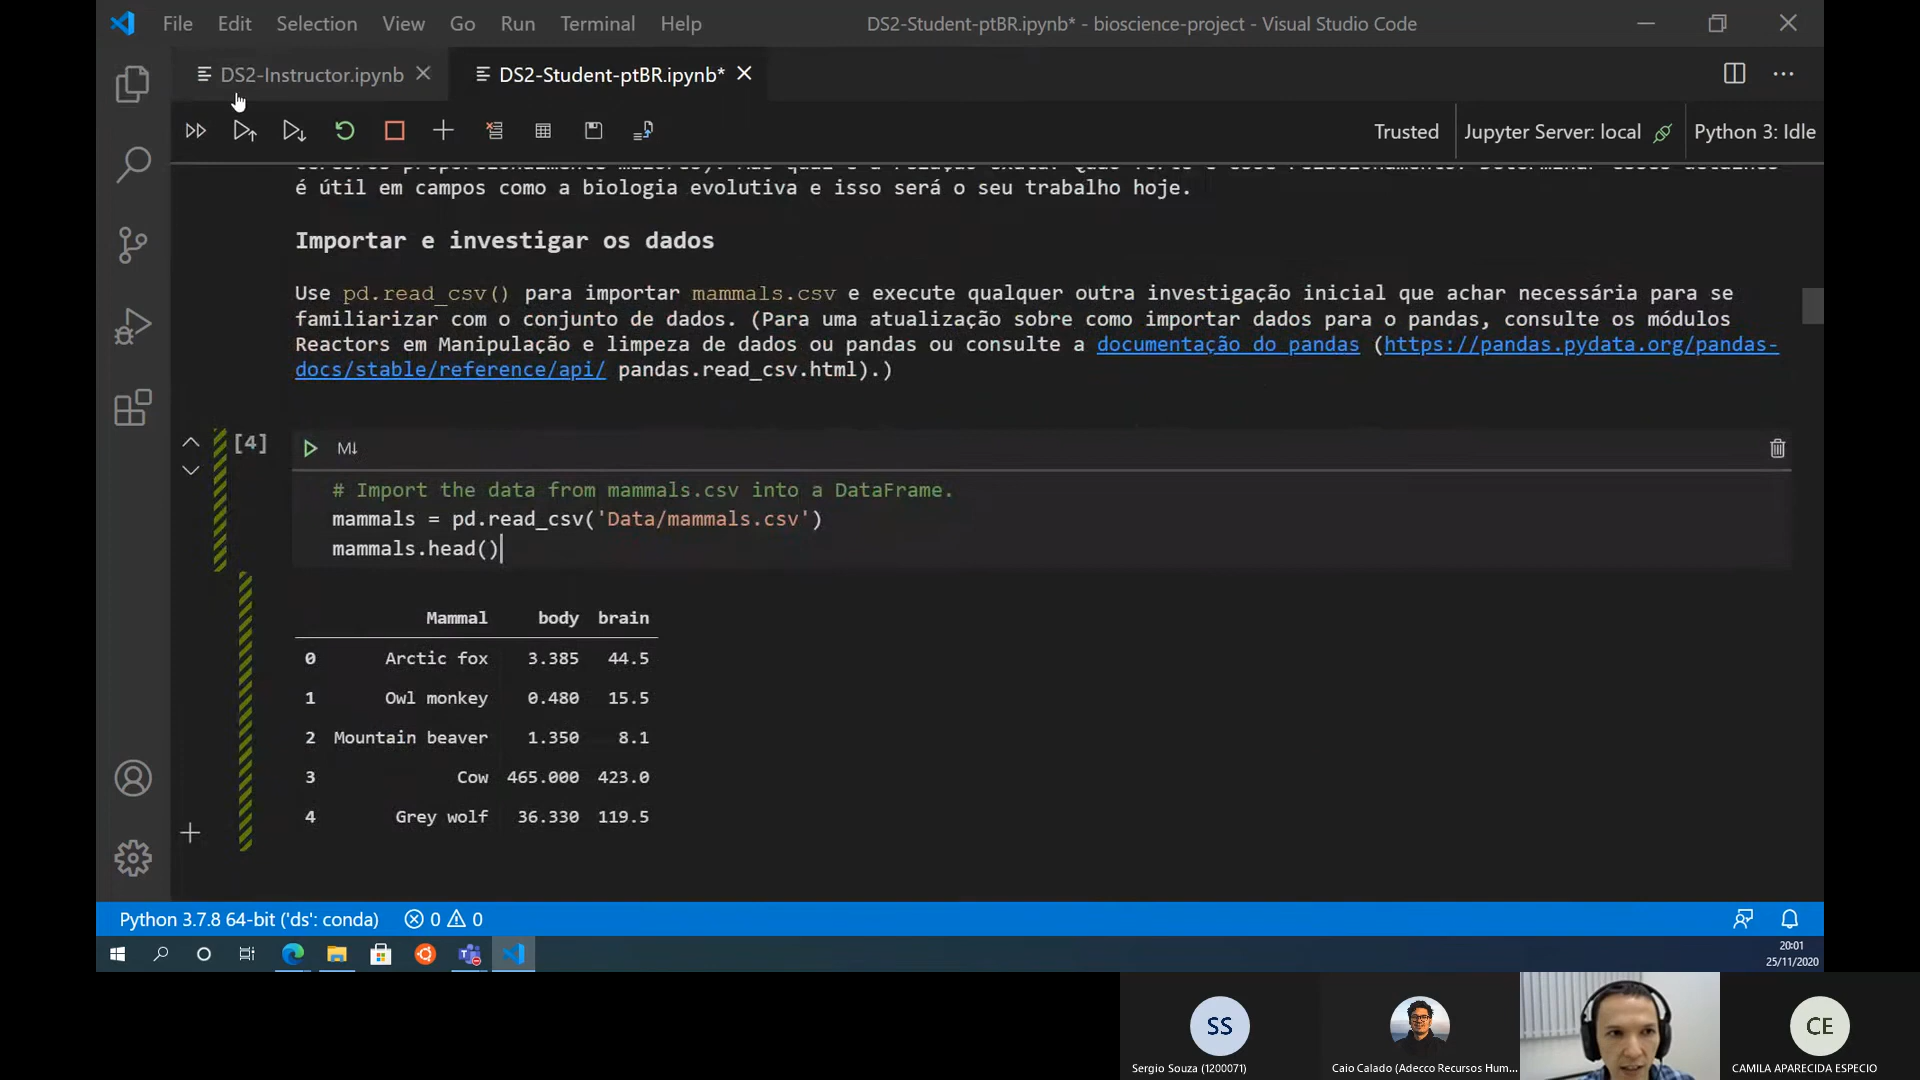 File Edit Selection View Go Run Terminal Help DS2-Student-ptBR.ipynb* - bioscience-project - Visual Studio Code
DS2-Instructor.ipynb DS2-Student-ptBR.ipynb*
Trusted Jupyter Server: local Python 3: Idle
é útil em campos como a biologia evolutiva e isso será o seu trabalho hoje.
Importar e investigar os dados
Use pd.read_csv() para importar mammals.csv e execute qualquer outra investigação inicial que achar necessária para se
familiarizar com o conjunto de dados. (Para uma atualização sobre como importar dados para o pandas, consulte os módulos
Reactors em Manipulação e limpeza de dados ou pandas ou consulte a documentação do pandas (https://pandas.pydata.org/pandas-
docs/stable/reference/api/ pandas.read_csv.html).)
[4] M↓
# Import the data from mammals.csv into a DataFrame.
mammals = pd.read_csv('Data/mammals.csv')
mammals.head()
Mammal body brain
0 Arctic fox 3.385 44.5
1 Owl monkey 0.480 15.5
2 Mountain beaver 1.350 8.1
3 Cow 465.000 423.0
4 Grey wolf 36.330 119.5
Python 3.7.8 64-bit ('ds': conda) 0 0
20:01
25/11/2020
SS CE
Sergio Souza (1200071) Caio Calado (Adecco Recursos Hum... CAMILA APARECIDA ESPECIO